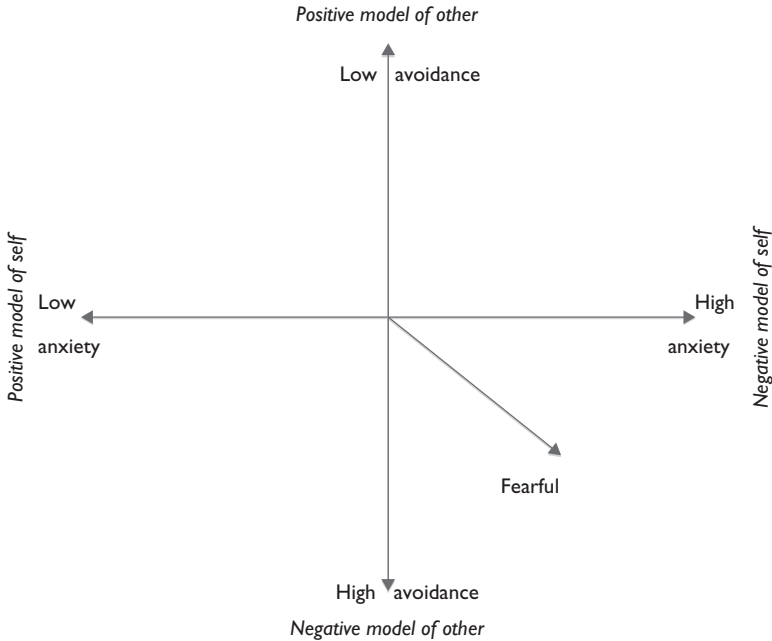 Positive model of other
Low avoidance
Positive model of self
Low
anxiety
High
anxiety
Negative model of self
Fearful
High avoidance
Negative model of other